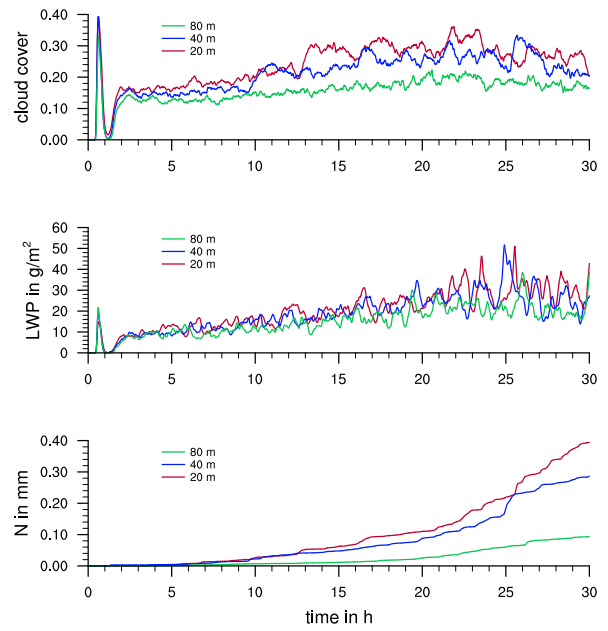 0.40
0.30
0.20
0.10
0.00
cloud cover
80 m
40 m
20 m
0 5 10 15 20 25 30
60
50
40
30
20
10
0
LWP in g/m²
80 m
40 m
20 m
0 5 10 15 20 25 30
0.40
0.30
0.20
0.10
0.00
N in mm
80 m
40 m
20 m
0 5 10 15 20 25 30
time in h